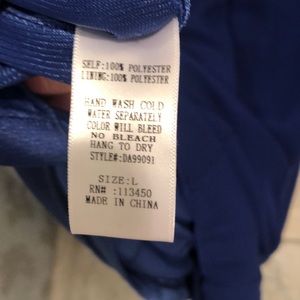 SELF:100% POLYESTER
LINING:100% POLYESTER
HAND WASH COLD
WATER SEPARATELY
COLOR WILL BLEED
NO BLEACH
HANG TO DRY
STYLE#:DA99091
SIZE:L
RN# :113450
MADE IN CHINA